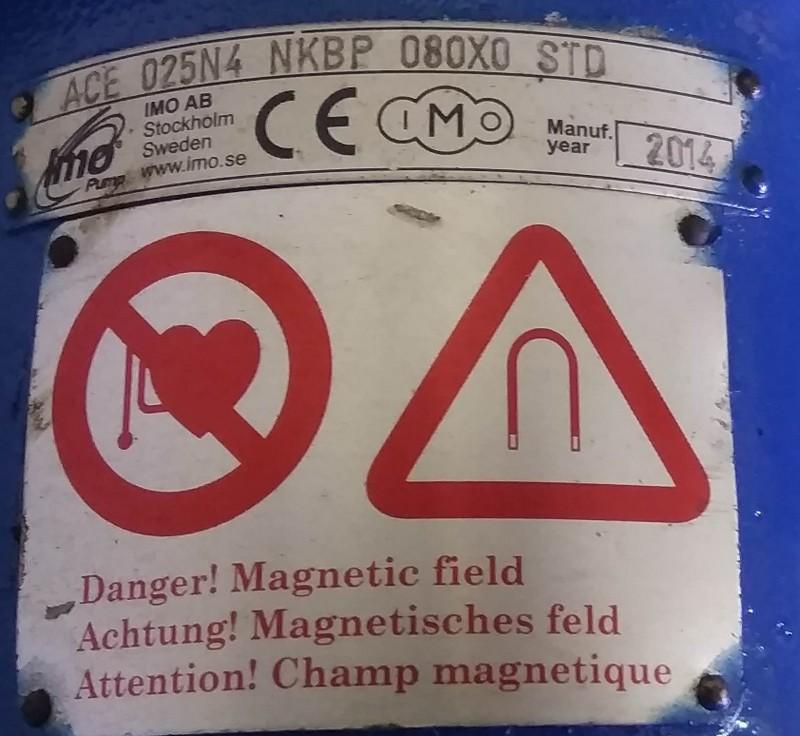 ACE 025N4 NKBP 080X0 STD
imo
Pump
IMO AB
Stockholm
Sweden
www.imo.se
CE
IMO
Manuf.
year
2014
Danger! Magnetic field
Achtung! Magnetisches feld
Attention! Champ magnetique